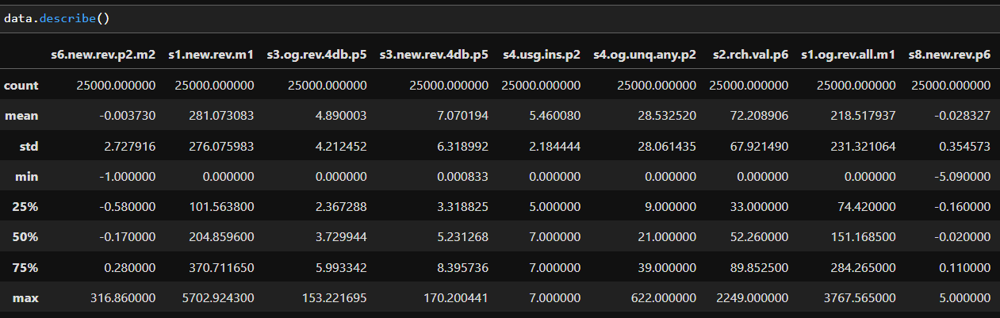 data.describe()
s6.new.rev.p2.m2 s1.new.rev.m1 s3.og.rev.4db.p5 s3.new.rev.4db.p5 s4.usg.ins.p2 s4.og.unq.any.p2 s2.rch.val.p6 s1.og.rev.all.m1 s8.new.rev.p6
count 25000.000000 25000.000000 25000.000000 25000.000000 25000.000000 25000.000000 25000.000000 25000.000000 25000.000000
mean -0.003730 281.073083 4.890003 7.070194 5.460080 28.532520 72.208906 218.517937 -0.028327
std 2.727916 276.075983 4.212452 6.318992 2.184444 28.061435 67.921490 231.321064 0.354573
min -1.000000 0.000000 0.000000 0.000833 0.000000 0.000000 0.000000 0.000000 -5.090000
25% -0.580000 101.563800 2.367288 3.318825 5.000000 9.000000 33.000000 74.420000 -0.160000
50% -0.170000 204.859600 3.729944 5.231268 7.000000 21.000000 52.260000 151.168500 -0.020000
75% 0.280000 370.711650 5.993342 8.395736 7.000000 39.000000 89.852500 284.265000 0.110000
max 316.860000 5702.924300 153.221695 170.200441 7.000000 622.000000 2249.000000 3767.565000 5.000000